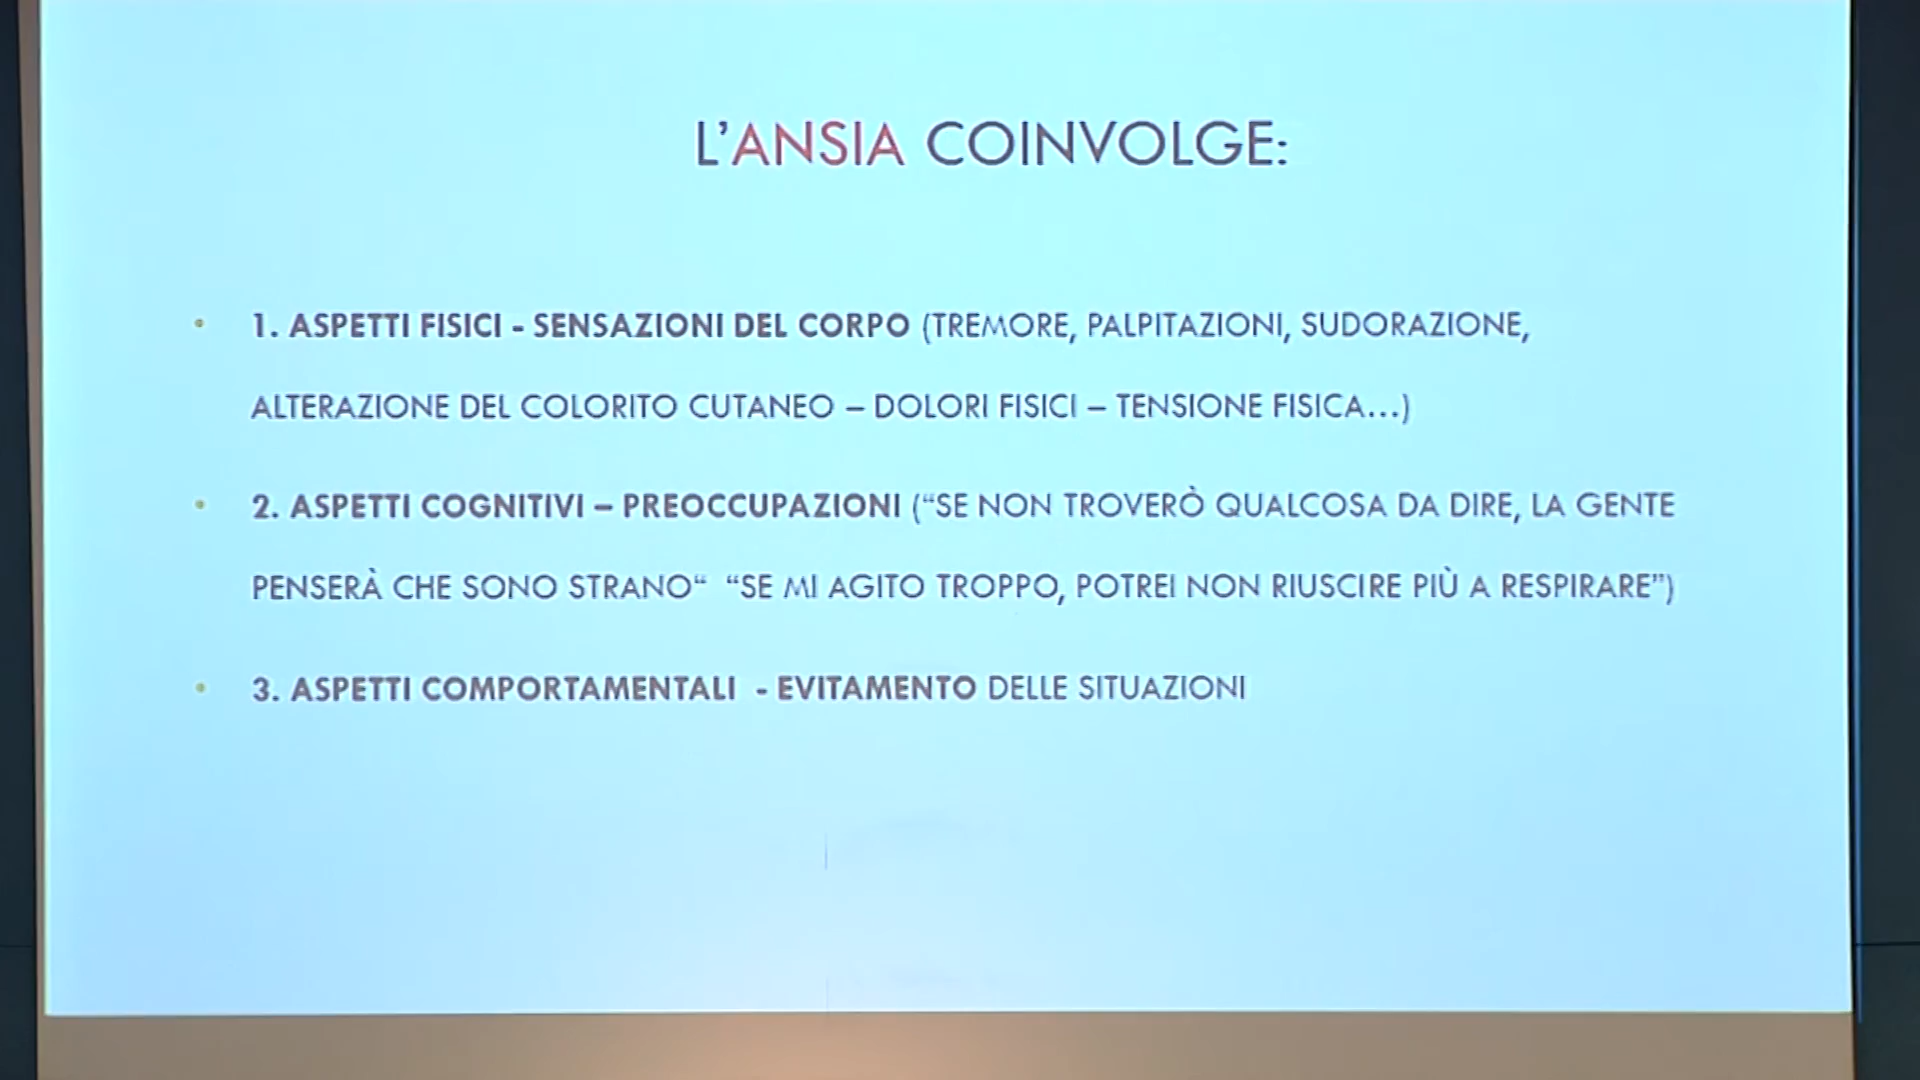 L’ANSIA COINVOLGE:
• 1. ASPETTI FISICI - SENSAZIONI DEL CORPO (TREMORE, PALPITAZIONI, SUDORAZIONE,
ALTERAZIONE DEL COLORITO CUTANEO – DOLORI FISICI – TENSIONE FISICA…)
• 2. ASPETTI COGNITIVI – PREOCCUPAZIONI (“SE NON TROVERÒ QUALCOSA DA DIRE, LA GENTE
PENSERÀ CHE SONO STRANO“ “SE MI AGITO TROPPO, POTREI NON RIUSCIRE PIÙ A RESPIRARE”)
• 3. ASPETTI COMPORTAMENTALI - EVITAMENTO DELLE SITUAZIONI